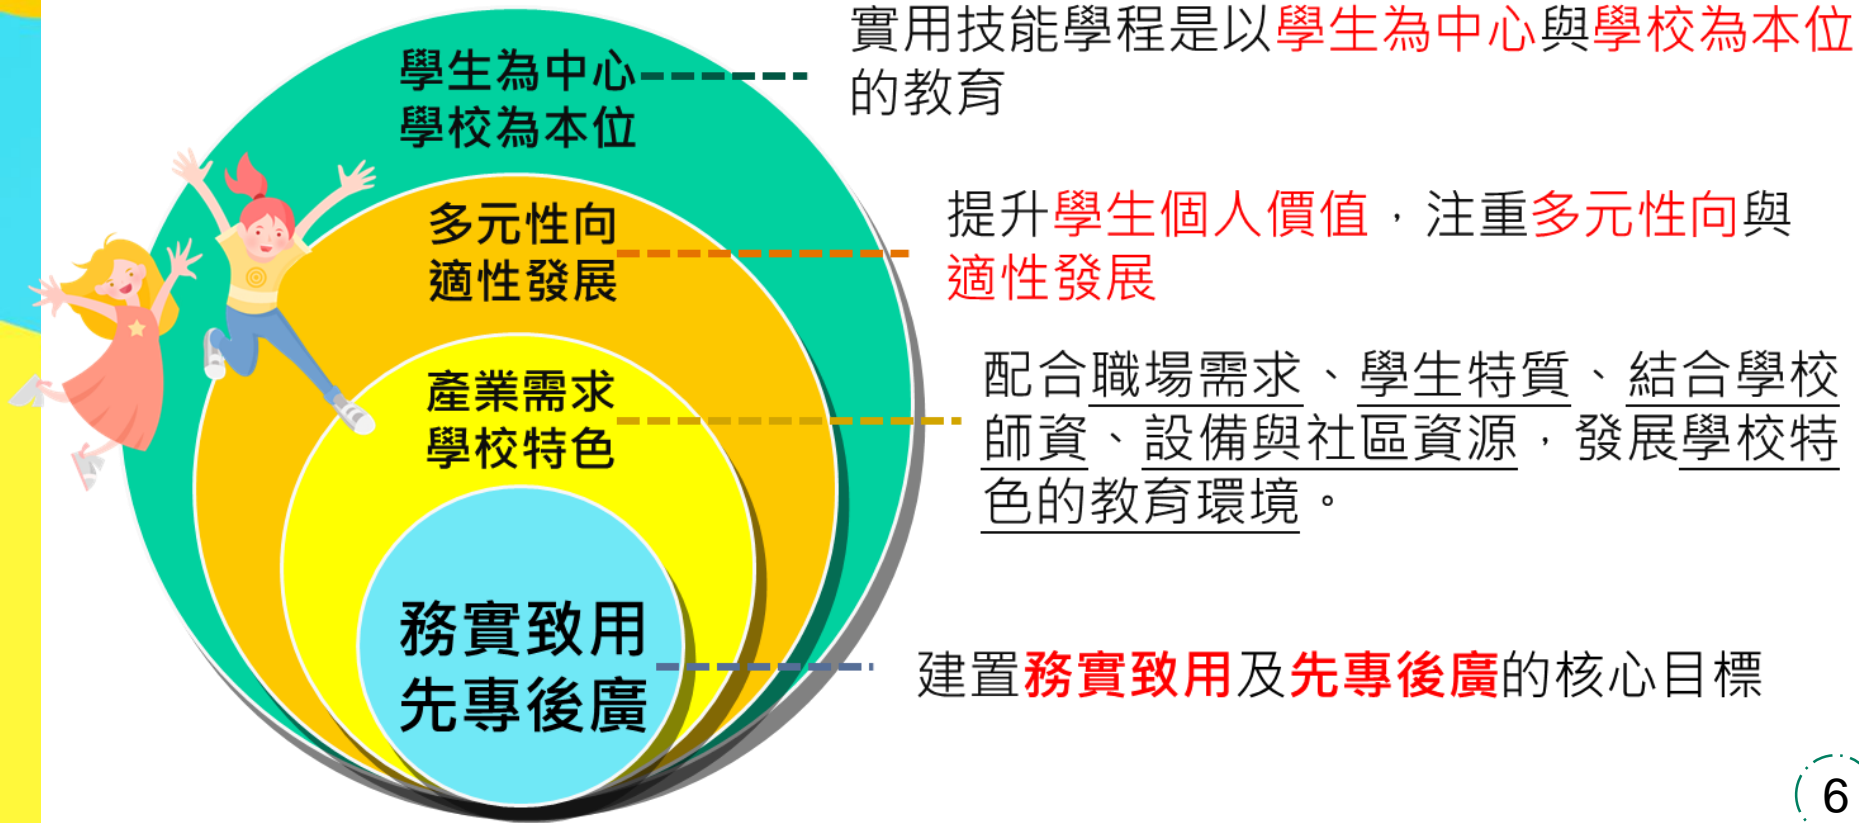 學生為中心
學校為本位
實用技能學程是以學生為中心與學校為本位
的教育
多元性向
適性發展
提升學生個人價值，注重多元性向與
適性發展
產業需求
學校特色
配合職場需求、學生特質、結合學校
師資、設備與社區資源，發展學校特
色的教育環境。
務實致用
先專後廣
建置務實致用及先專後廣的核心目標
6